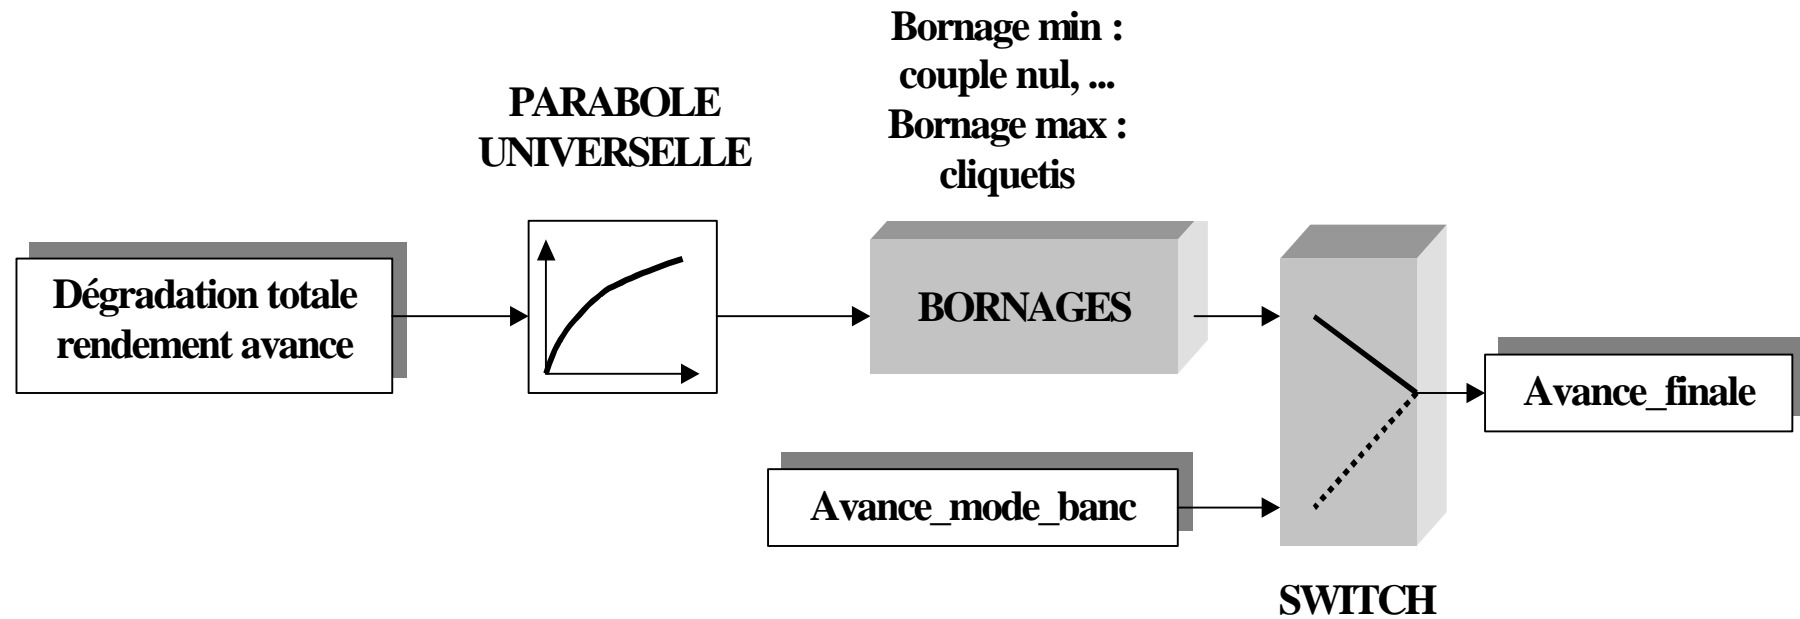 Bornage min :
couple nul, ...
Bornage max :
cliquetis
PARABOLE
UNIVERSELLE
Dégradation totale
rendement avance
BORNAGES
Avance_finale
Avance_mode_banc
SWITCH